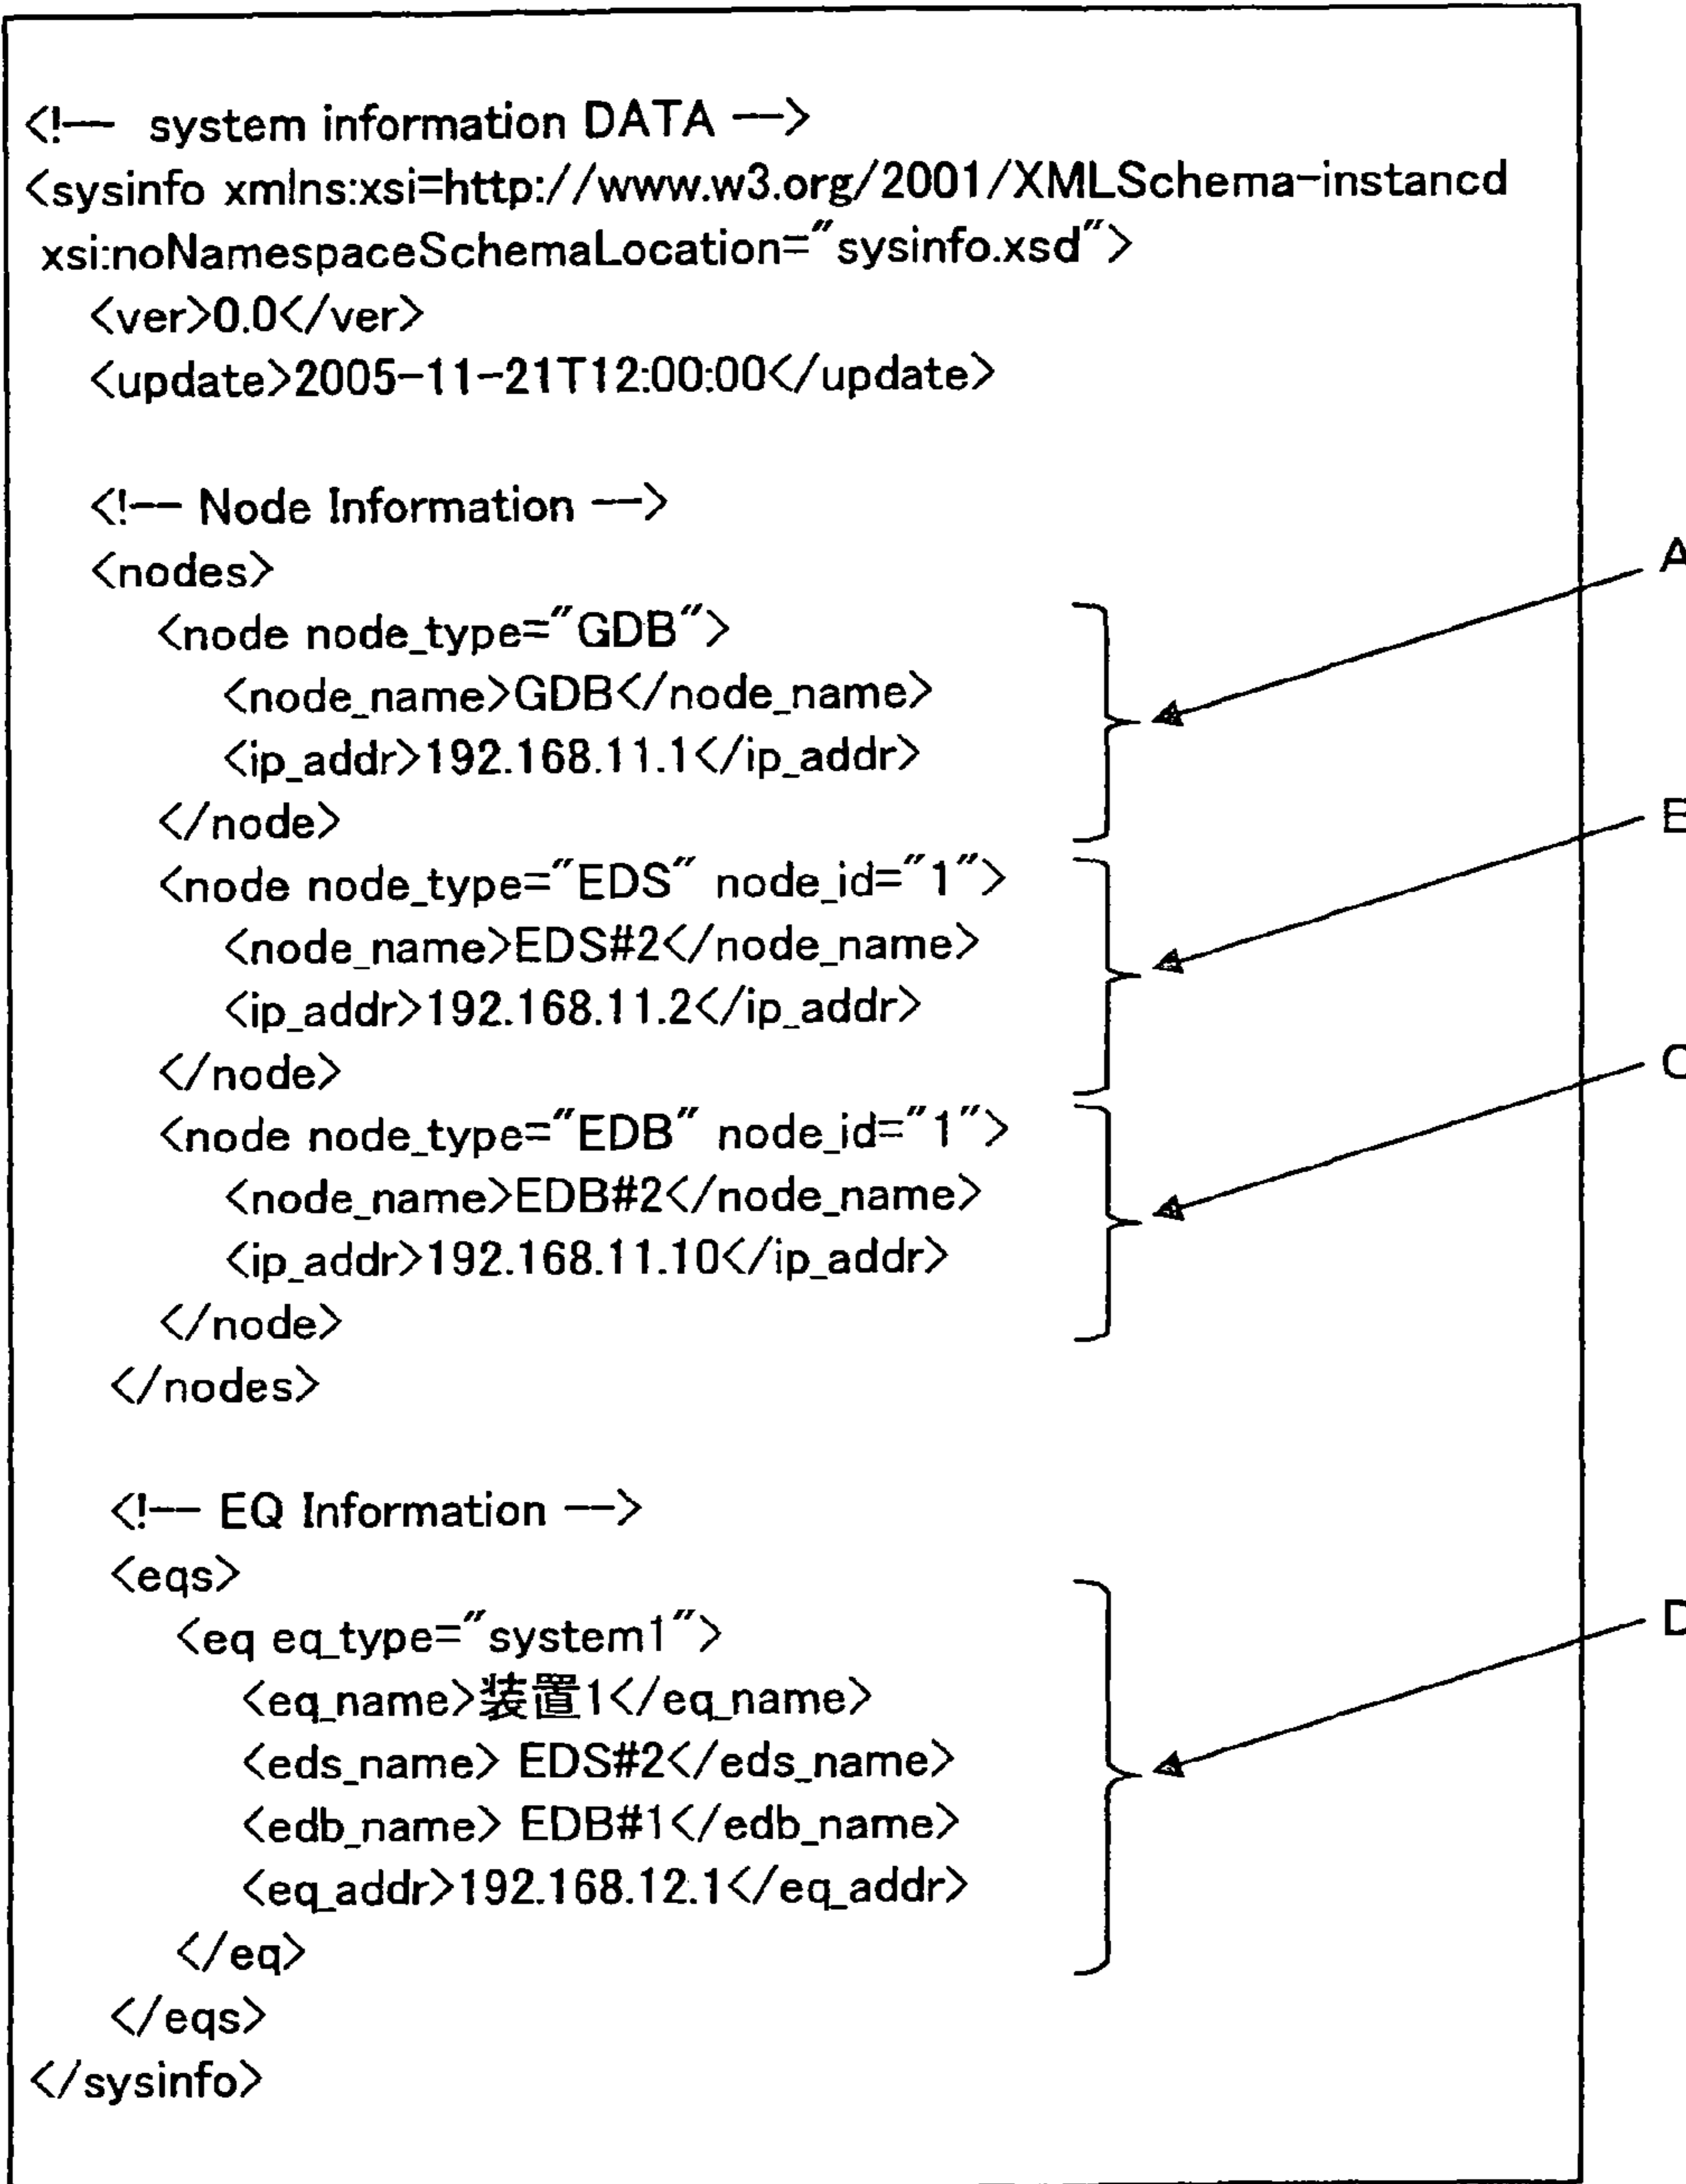 <!-- system information DATA -->
<sysinfo xmlns:xsi=http://www.w3.org/2001/XMLSchema-instancd
xsi:noNamespaceSchemaLocation="sysinfo.xsd">
<ver>0.0</ver>
<update>2005-11-21T12:00:00</update>
<!-- Node Information -->
<nodes>
A
<node node_type="GDB">
<node_name>GDB</node_name>
<ip_addr>192.168.11.1</ip_addr>
</node>
B
<node node_type="EDS" node_id="1">
<node_name>EDS#2</node_name>
<ip_addr>192.168.11.2</ip_addr>
</node>
C
<node node_type="EDB" node_id="1">
<node_name>EDB#2</node_name>
<ip_addr>192.168.11.10</ip_addr>
</node>
</nodes>
<!-- EQ Information -->
<eqs>
D
<eq eq_type="system1">
<eq_name>装置1</eq_name>
<eds_name> EDS#2</eds_name>
<edb_name> EDB#1</edb_name>
<eq_addr>192.168.12.1</eq_addr>
</eq>
</eqs>
</sysinfo>